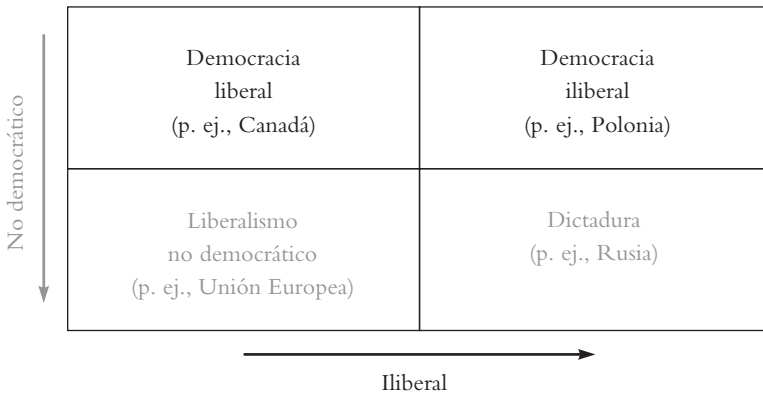 No democrático
Democracia
liberal
(p. ej., Canadá)
Democracia
iliberal
(p. ej., Polonia)
Liberalismo
no democrático
(p. ej., Unión Europea)
Dictadura
(p. ej., Rusia)
Iliberal